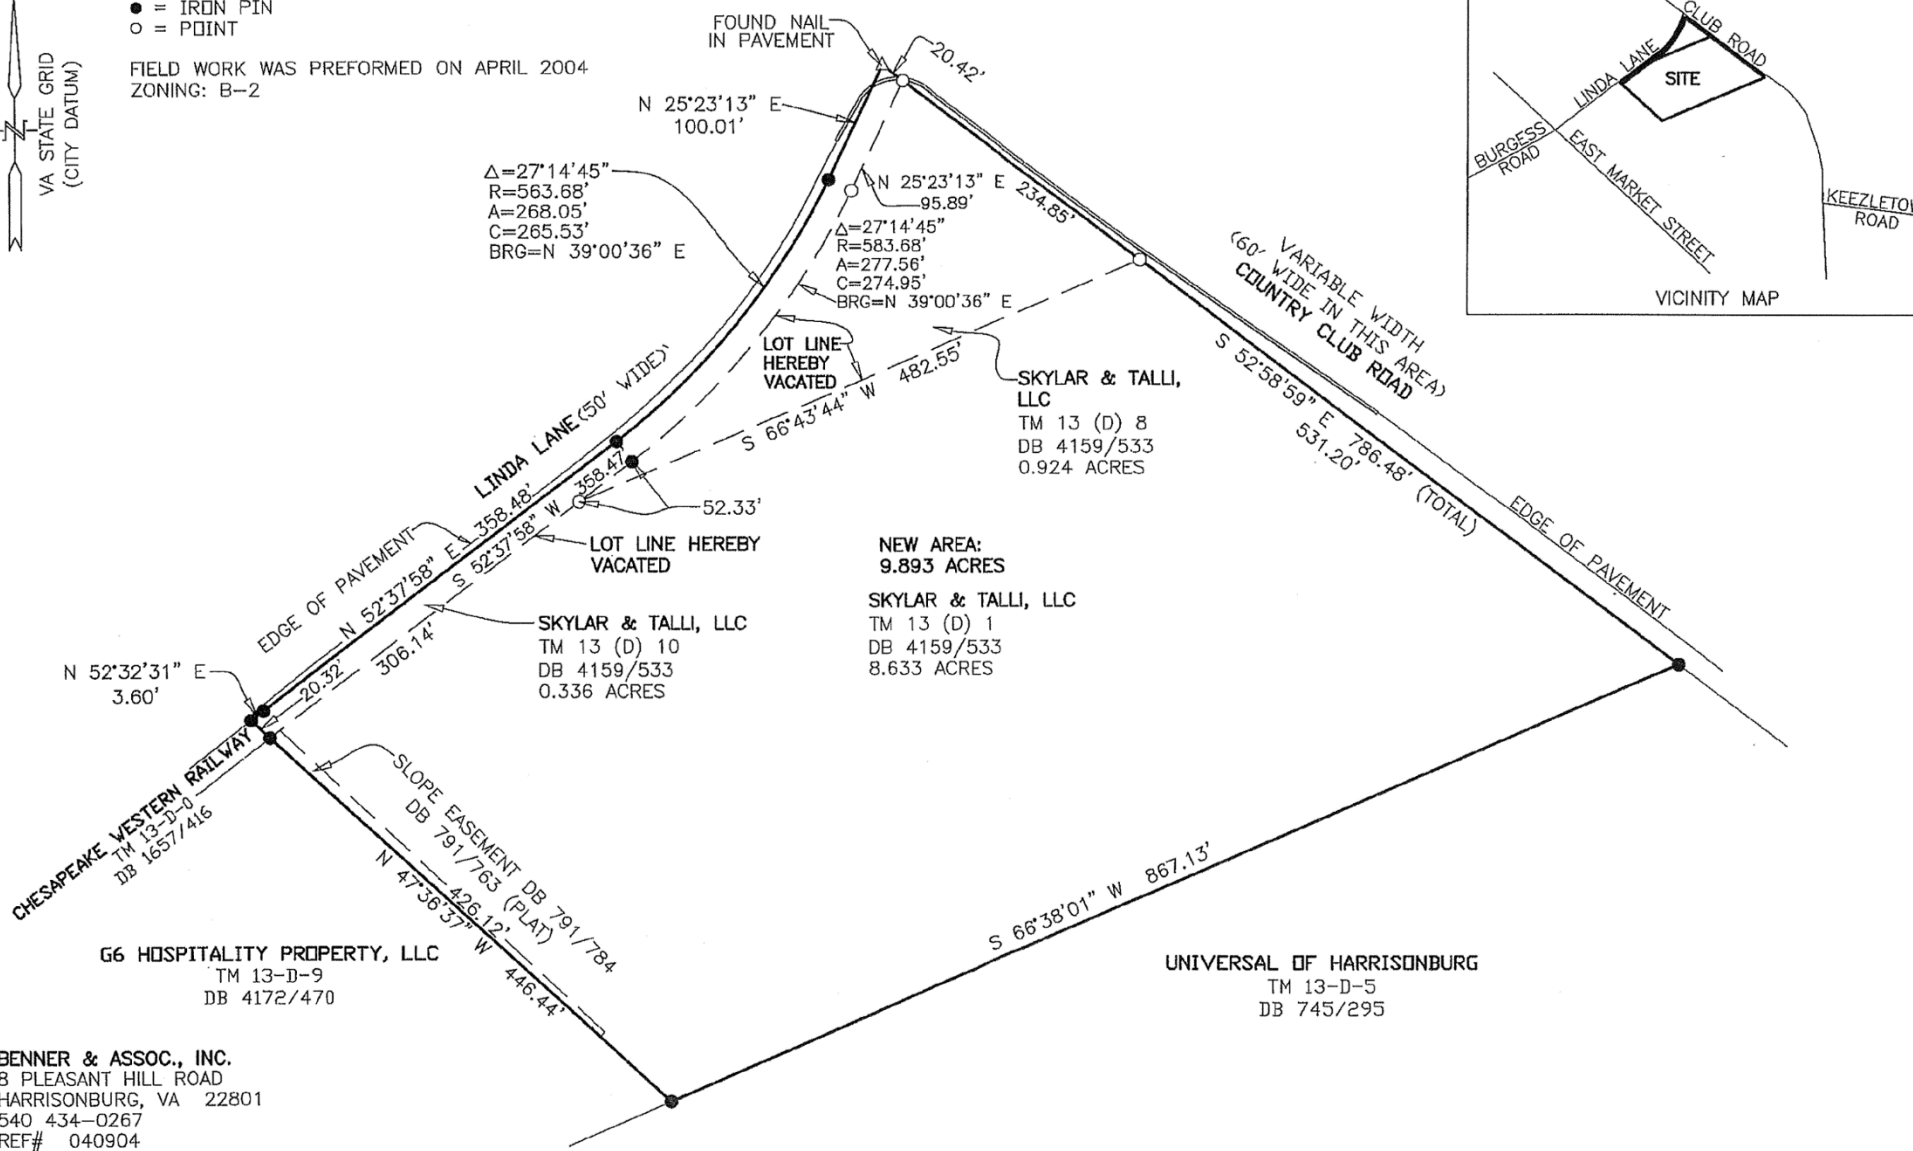 ● = IRON PIN
○ = POINT
FIELD WORK WAS PREFORMED ON APRIL 2004
ZONING: B-2
VA STATE GRID
(CITY DATUM)
N
FOUND NAIL
IN PAVEMENT
20.42'
N 25°23'13" E
100.01'
Δ=27°14'45"
R=563.68'
A=268.05'
C=265.53'
BRG=N 39°00'36" E
N 25°23'13" E
95.89'
Δ=27°14'45"
R=583.68'
A=277.56'
C=274.95'
BRG=N 39°00'36" E
234.85'
VARIABLE WIDTH
(60' WIDE IN THIS AREA)
COUNTRY CLUB ROAD
S 52°58'59" E 786.48' (TOTAL)
531.20'
EDGE OF PAVEMENT
LOT LINE
HEREBY
VACATED
S 66°43'44" W 482.55'
SKYLAR & TALLI,
LLC
TM 13 (D) 8
DB 4159/533
0.924 ACRES
LINDA LANE (50' WIDE)
EDGE OF PAVEMENT
N 52°37'58" E 358.48'
S 52°37'58" W 358.47'
52.33'
306.14'
LOT LINE HEREBY
VACATED
NEW AREA:
9.893 ACRES
SKYLAR & TALLI, LLC
TM 13 (D) 1
DB 4159/533
8.633 ACRES
SKYLAR & TALLI, LLC
TM 13 (D) 10
DB 4159/533
0.336 ACRES
N 52°32'31" E
3.60'
20.32'
CHESAPEAKE WESTERN RAILWAY
TM 13-D-0
DB 1657/416
SLOPE EASEMENT DB 791/784
DB 791/763 (PLAT)
426.12'
N 47°36'37" W 446.44'
S 66°38'01" W 867.13'
G6 HOSPITALITY PROPERTY, LLC
TM 13-D-9
DB 4172/470
UNIVERSAL OF HARRISONBURG
TM 13-D-5
DB 745/295
BENNER & ASSOC., INC.
8 PLEASANT HILL ROAD
HARRISONBURG, VA 22801
540 434-0267
REF# 040904
CLUB ROAD
LINDA LANE
SITE
BURGESS
ROAD
EAST MARKET STREET
KEEZLETOW
ROAD
VICINITY MAP